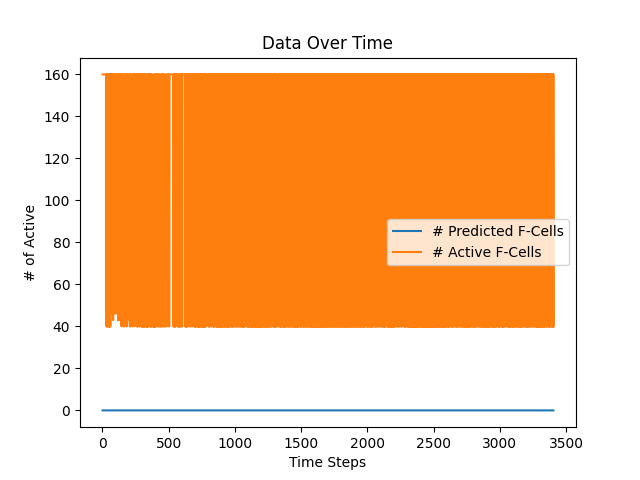 Data Over Time
# of Active
160
140
120
100
80
60
40
20
0
# Predicted F-Cells
# Active F-Cells
0 500 1000 1500 2000 2500 3000 3500
Time Steps